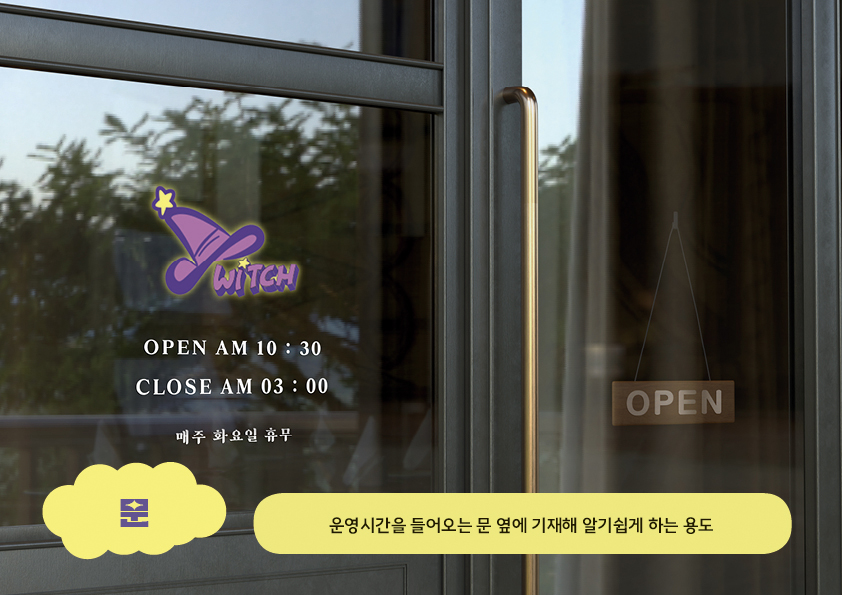 WITCH
OPEN AM 10 : 30
CLOSE AM 03 : 00
매주 화요일 휴무
OPEN
문
운영시간을 들어오는 문 옆에 기재해 알기쉽게 하는 용도